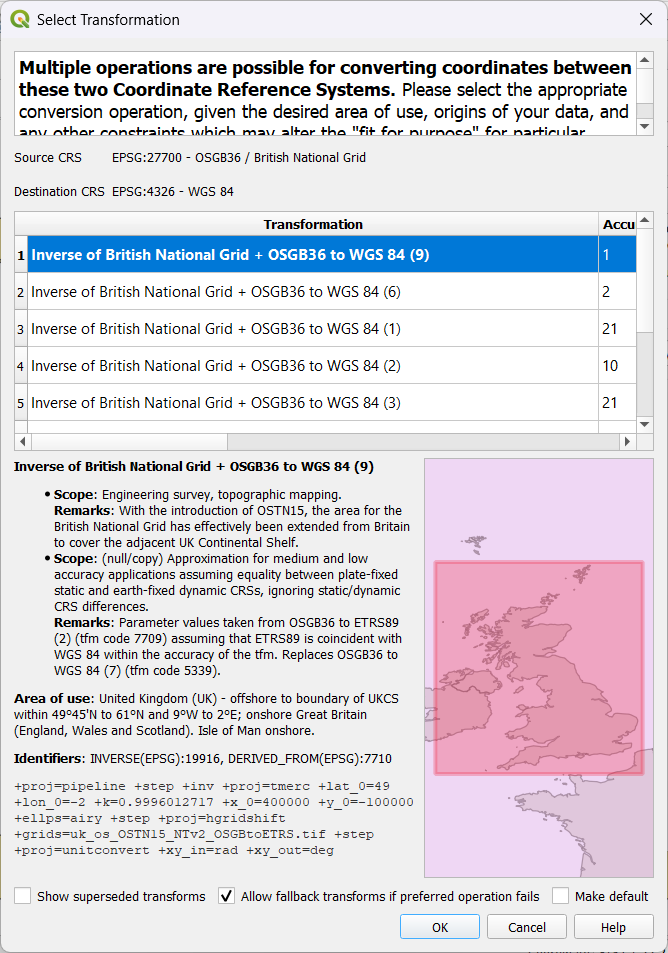 Select Transformation
Multiple operations are possible for converting coordinates between
these two Coordinate Reference Systems. Please select the appropriate
conversion operation, given the desired area of use, origins of your data, and
any other constraints which may alter the "fit for purpose" for particular
Source CRS EPSG:27700 - OSGB36 / British National Grid
Destination CRS EPSG:4326 - WGS 84
Transformation Accu
1 Inverse of British National Grid + OSGB36 to WGS 84 (9) 1
2 Inverse of British National Grid + OSGB36 to WGS 84 (6) 2
3 Inverse of British National Grid + OSGB36 to WGS 84 (1) 21
4 Inverse of British National Grid + OSGB36 to WGS 84 (2) 10
5 Inverse of British National Grid + OSGB36 to WGS 84 (3) 21
Inverse of British National Grid + OSGB36 to WGS 84 (9)
• Scope: Engineering survey, topographic mapping.
Remarks: With the introduction of OSTN15, the area for the
British National Grid has effectively been extended from Britain
to cover the adjacent UK Continental Shelf.
• Scope: (null/copy) Approximation for medium and low
accuracy applications assuming equality between plate-fixed
static and earth-fixed dynamic CRSs, ignoring static/dynamic
CRS differences.
Remarks: Parameter values taken from OSGB36 to ETRS89
(2) (tfm code 7709) assuming that ETRS89 is coincident with
WGS 84 within the accuracy of the tfm. Replaces OSGB36 to
WGS 84 (7) (tfm code 5339).
Area of use: United Kingdom (UK) - offshore to boundary of UKCS
within 49°45'N to 61°N and 9°W to 2°E; onshore Great Britain
(England, Wales and Scotland). Isle of Man onshore.
Identifiers: INVERSE(EPSG):19916, DERIVED_FROM(EPSG):7710
+proj=pipeline +step +inv +proj=tmerc +lat_0=49
+lon_0=-2 +k=0.9996012717 +x_0=400000 +y_0=-100000
+ellps=airy +step +proj=hgridshift
+grids=uk_os_OSTN15_NTv2_OSGBtoETRS.tif +step
+proj=unitconvert +xy_in=rad +xy_out=deg
Show superseded transforms Allow fallback transforms if preferred operation fails Make default
OK Cancel Help